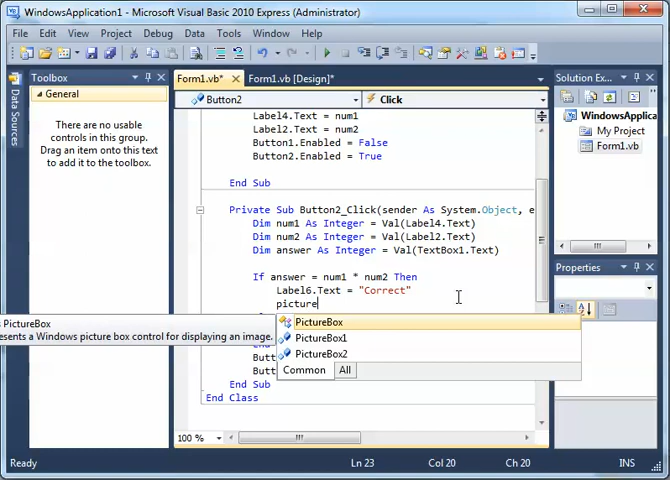 WindowsApplication1 - Microsoft Visual Basic 2010 Express (Administrator)
File Edit View Project Debug Data Tools Window Help
Toolbox
General
There are no usable
controls in this group.
Drag an item onto this text
to add it to the toolbox.
Data Sources
Form1.vb*
Form1.vb [Design]*
Button2
Click
Label4.Text = num1
Label2.Text = num2
Button1.Enabled = False
Button2.Enabled = True
End Sub
Private Sub Button2_Click(sender As System.Object, e
Dim num1 As Integer = Val(Label4.Text)
Dim num2 As Integer = Val(Label2.Text)
Dim answer As Integer = Val(TextBox1.Text)
If answer = num1 * num2 Then
Label6.Text = "Correct"
picture
PictureBox
PictureBox1
PictureBox2
Common All
s PictureBox
esents a Windows picture box control for displaying an image.
Butt
Butt
End Sub
End Class
100 %
Solution Ex...
WindowsApplica
My Project
Form1.vb
Properties
Ready
Ln 23
Col 20
Ch 20
INS